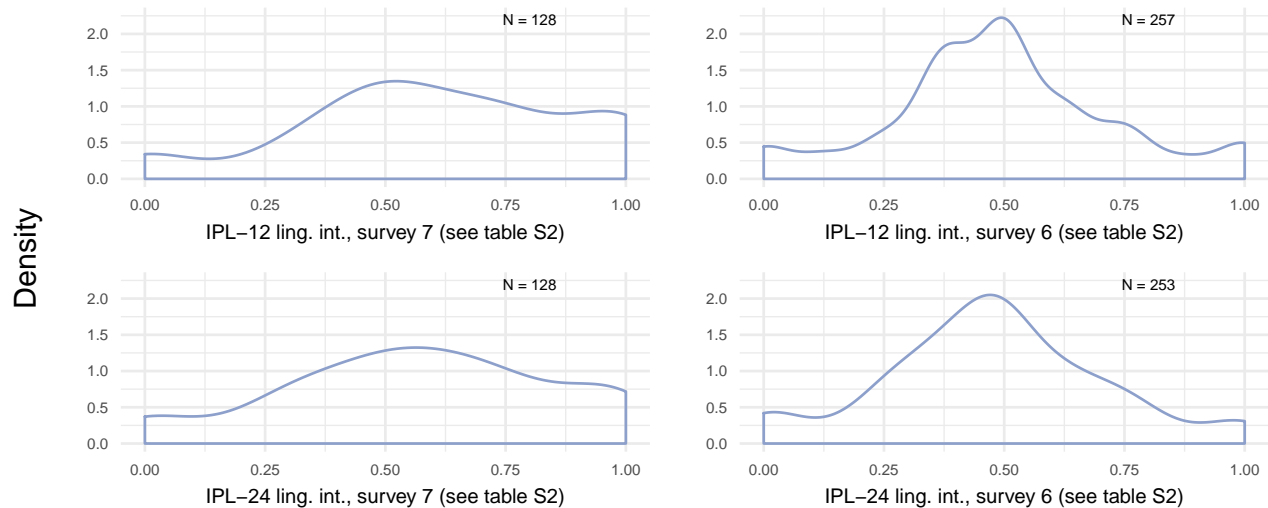 Density
N = 128
2.0
1.5
1.0
0.5
0.0
0.00 0.25 0.50 0.75 1.00
IPL−12 ling. int., survey 7 (see table S2)
N = 257
2.0
1.5
1.0
0.5
0.0
0.00 0.25 0.50 0.75 1.00
IPL−12 ling. int., survey 6 (see table S2)
N = 128
2.0
1.5
1.0
0.5
0.0
0.00 0.25 0.50 0.75 1.00
IPL−24 ling. int., survey 7 (see table S2)
N = 253
2.0
1.5
1.0
0.5
0.0
0.00 0.25 0.50 0.75 1.00
IPL−24 ling. int., survey 6 (see table S2)